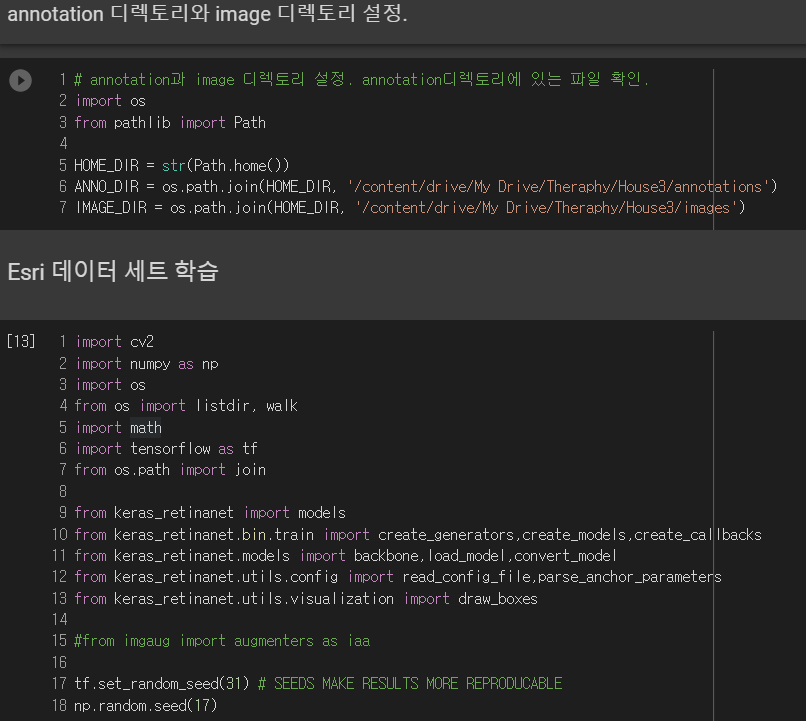 annotation 디렉토리와 image 디렉토리 설정.
1 # annotation과 image 디렉토리 설정. annotation디렉토리에 있는 파일 확인.
2 import os
3 from pathlib import Path
4
5 HOME_DIR = str(Path.home())
6 ANNO_DIR = os.path.join(HOME_DIR, '/content/drive/My Drive/Theraphy/House3/annotations')
7 IMAGE_DIR = os.path.join(HOME_DIR, '/content/drive/My Drive/Theraphy/House3/images')
Esri 데이터 세트 학습
[13] 1 import cv2
2 import numpy as np
3 import os
4 from os import listdir, walk
5 import math
6 import tensorflow as tf
7 from os.path import join
8
9 from keras_retinanet import models
10 from keras_retinanet.bin.train import create_generators,create_models,create_callbacks
11 from keras_retinanet.models import backbone,load_model,convert_model
12 from keras_retinanet.utils.config import read_config_file,parse_anchor_parameters
13 from keras_retinanet.utils.visualization import draw_boxes
14
15 #from imgaug import augmenters as iaa
16
17 tf.set_random_seed(31) # SEEDS MAKE RESULTS MORE REPRODUCABLE
18 np.random.seed(17)